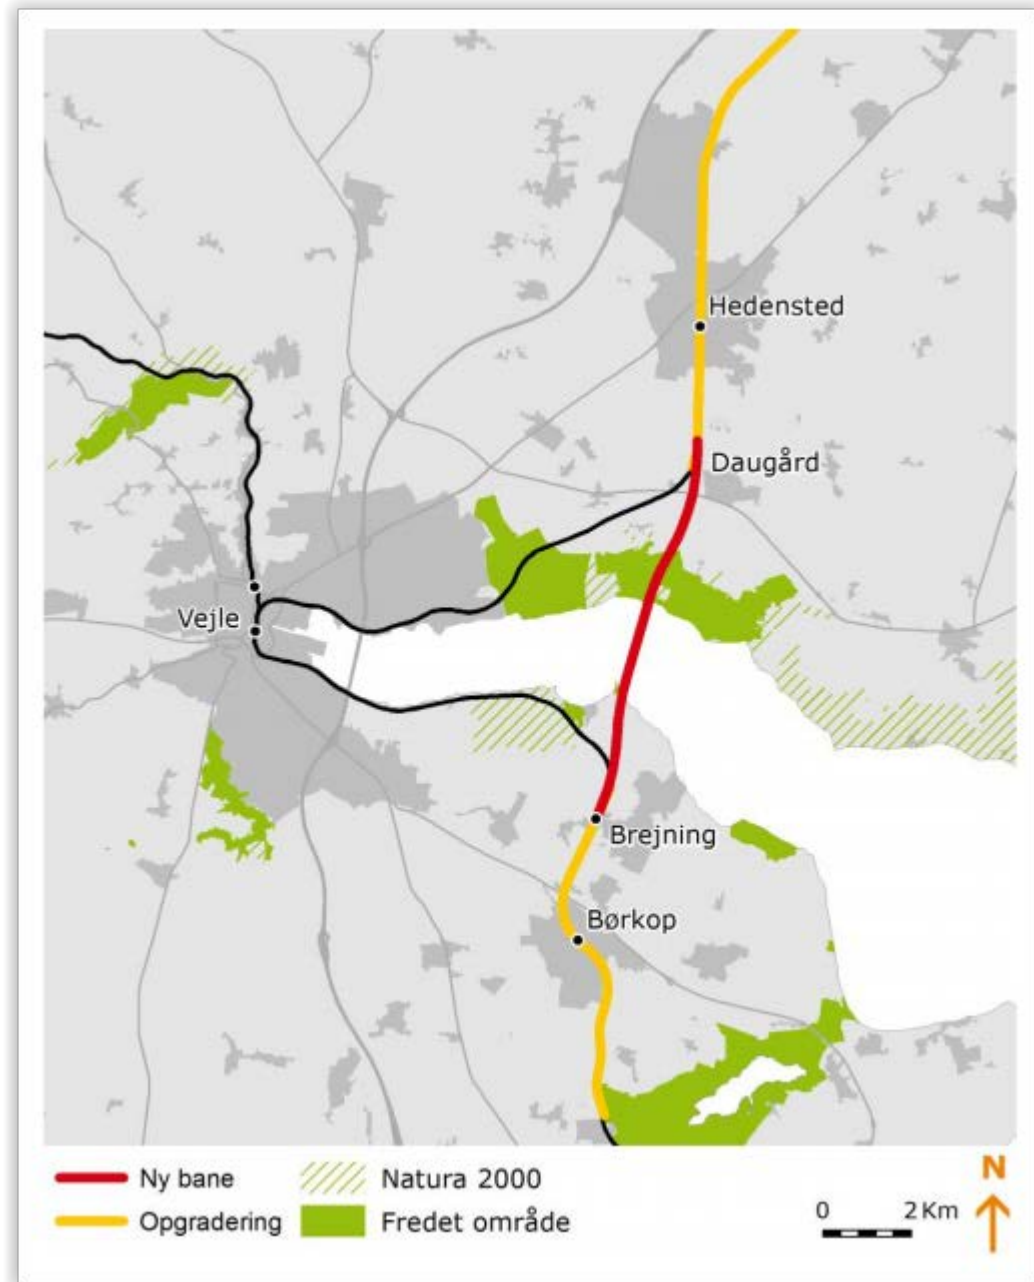 Hedensted
Daugård
Vejle
Brejning
Børkop
Ny bane
Natura 2000
Opgradering
Fredet område
0 2 Km
N